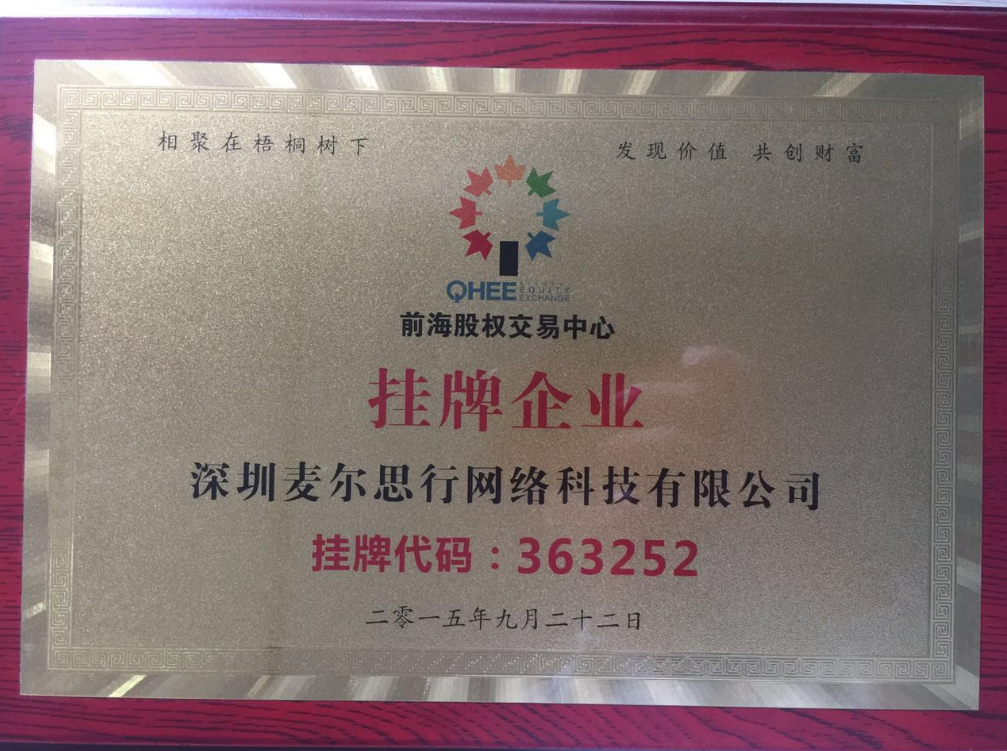 相聚在梧桐树下
发现价值 共创财富
QHEE EQUITY EXCHANGE
前海股权交易中心
挂牌企业
深圳麦尔思行网络科技有限公司
挂牌代码：363252
二零一五年九月二十二日